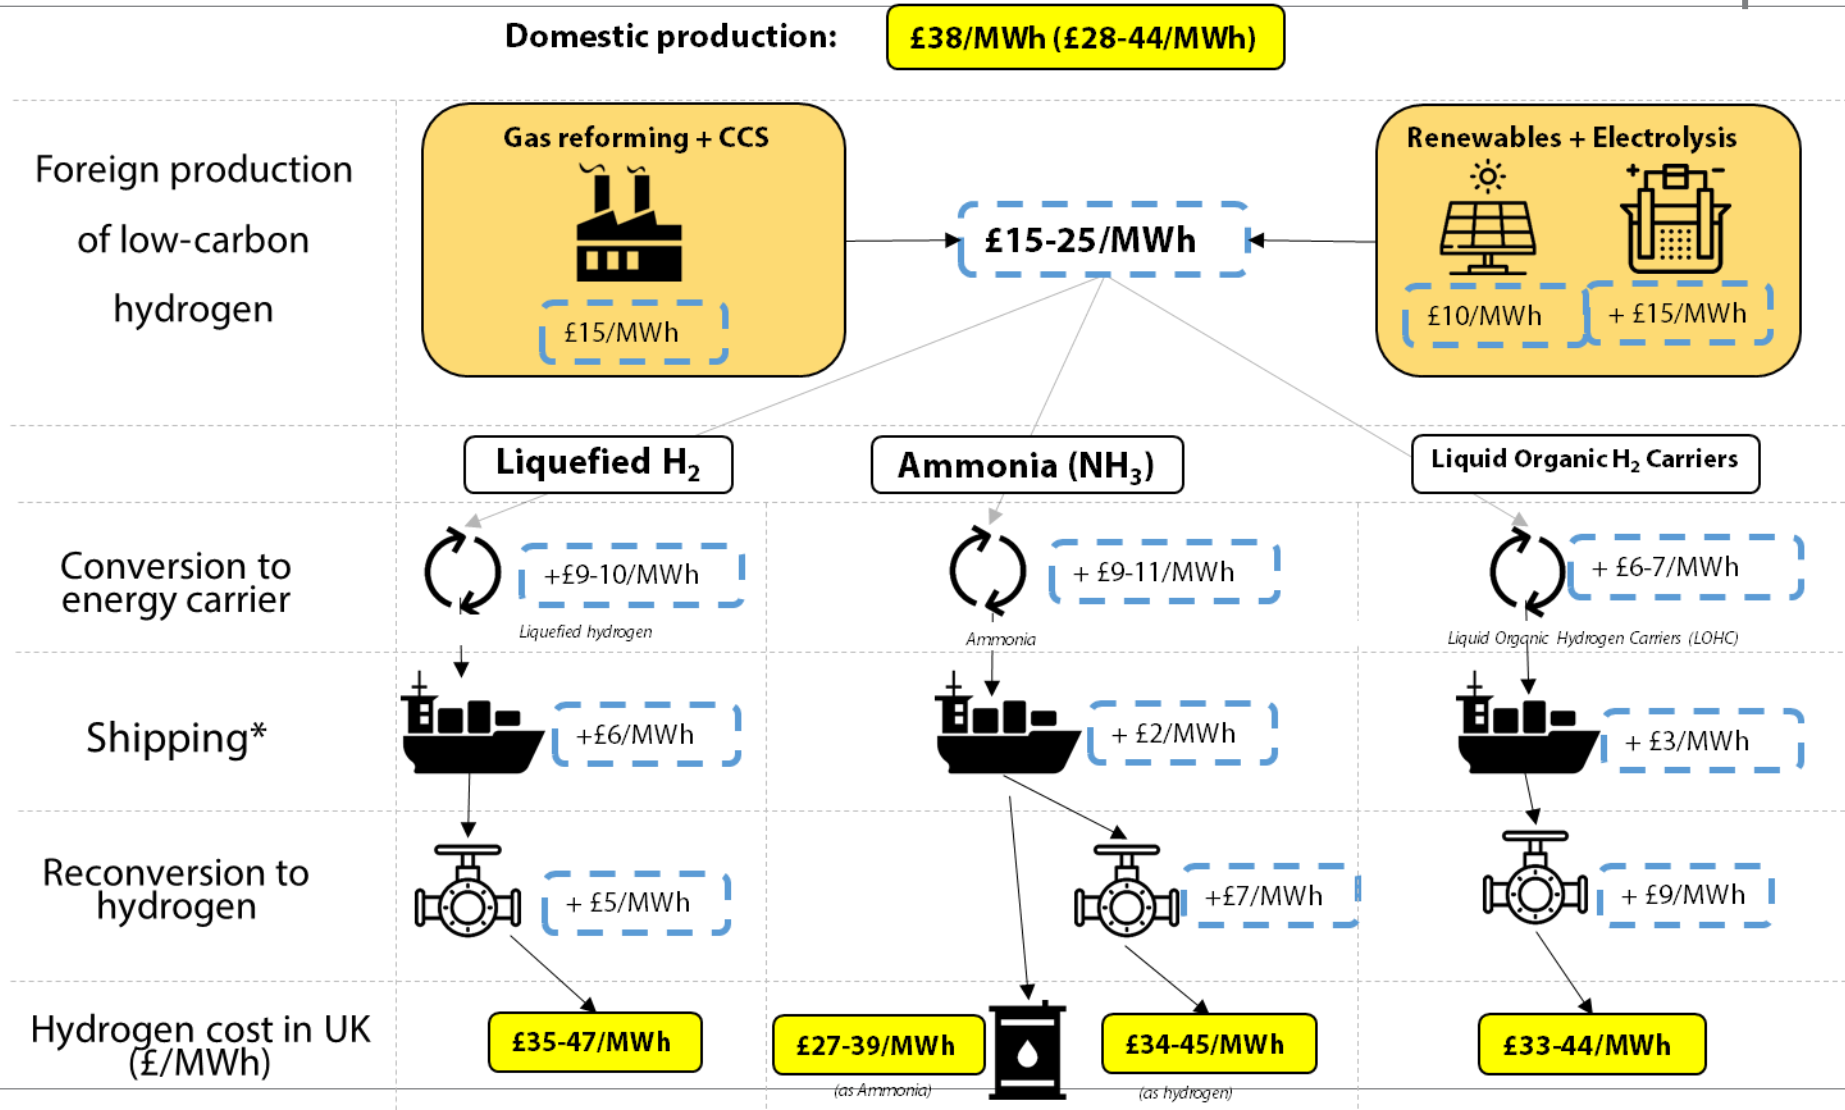 Domestic production:
£38/MWh (£28-44/MWh)
Foreign production
of low-carbon
hydrogen
Gas reforming + CCS
£15/MWh
£15-25/MWh
Renewables + Electrolysis
£10/MWh
+ £15/MWh
Liquefied H₂
Ammonia (NH₃)
Liquid Organic H₂ Carriers
Conversion to
energy carrier
+£9-10/MWh
Liquefied hydrogen
+ £9-11/MWh
Ammonia
+ £6-7/MWh
Liquid Organic Hydrogen Carriers (LOHC)
Shipping*
+£6/MWh
+ £2/MWh
+ £3/MWh
Reconversion to
hydrogen
+ £5/MWh
+£7/MWh
+ £9/MWh
Hydrogen cost in UK
(£/MWh)
£35-47/MWh
£27-39/MWh
(as Ammonia)
£34-45/MWh
(as hydrogen)
£33-44/MWh